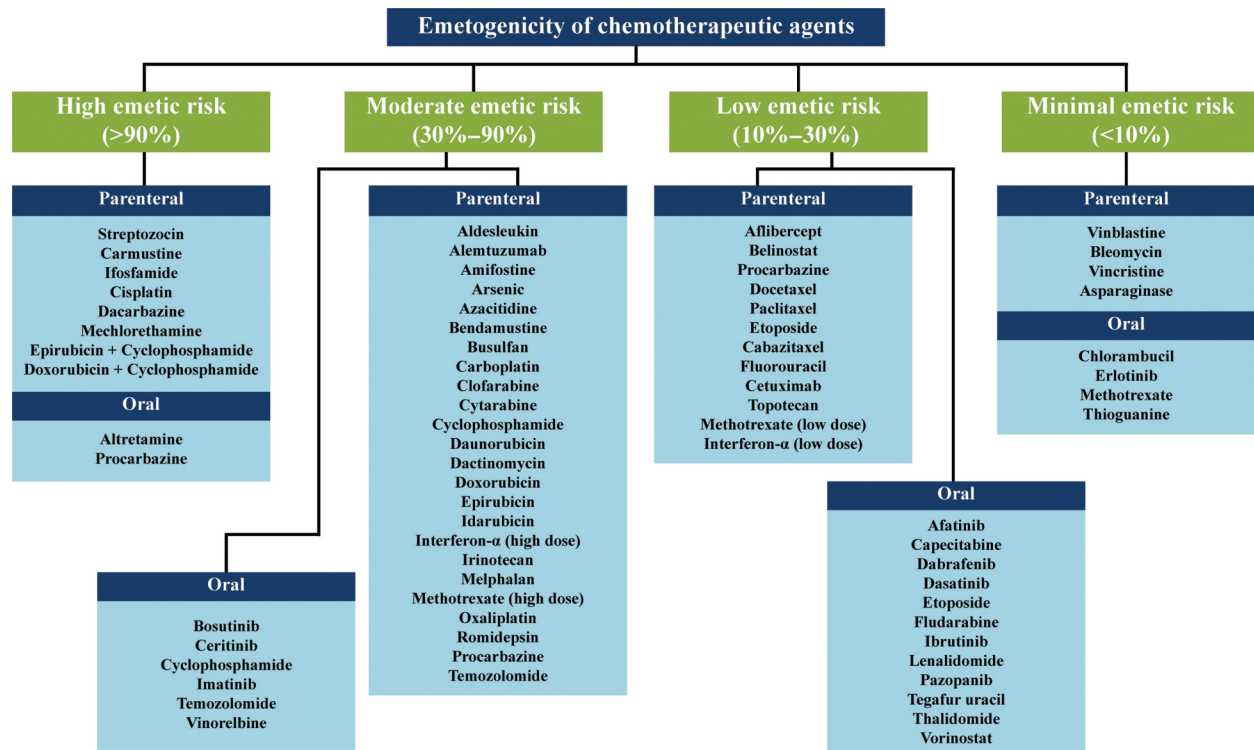 Emetogenicity of chemotherapeutic agents
High emetic risk
(>90%)
Parenteral
Streptozocin
Carmustine
Ifosfamide
Cisplatin
Dacarbazine
Mechlorethamine
Epirubicin + Cyclophosphamide
Doxorubicin + Cyclophosphamide
Oral
Altretamine
Procarbazine
Moderate emetic risk
(30%–90%)
Oral
Bosutinib
Ceritinib
Cyclophosphamide
Imatinib
Temozolomide
Vinorelbine
Parenteral
Aldesleukin
Alemtuzumab
Amifostine
Arsenic
Azacitidine
Bendamustine
Busulfan
Carboplatin
Clofarabine
Cytarabine
Cyclophosphamide
Daunorubicin
Dactinomycin
Doxorubicin
Epirubicin
Idarubicin
Interferon-α (high dose)
Irinotecan
Melphalan
Methotrexate (high dose)
Oxaliplatin
Romidepsin
Procarbazine
Temozolomide
Low emetic risk
(10%–30%)
Parenteral
Aflibercept
Belinostat
Procarbazine
Docetaxel
Paclitaxel
Etoposide
Cabazitaxel
Fluorouracil
Cetuximab
Topotecan
Methotrexate (low dose)
Interferon-α (low dose)
Oral
Afatinib
Capecitabine
Dabrafenib
Dasatinib
Etoposide
Fludarabine
Ibrutinib
Lenalidomide
Pazopanib
Tegafur uracil
Thalidomide
Vorinostat
Minimal emetic risk
(<10%)
Parenteral
Vinblastine
Bleomycin
Vincristine
Asparaginase
Oral
Chlorambucil
Erlotinib
Methotrexate
Thioguanine